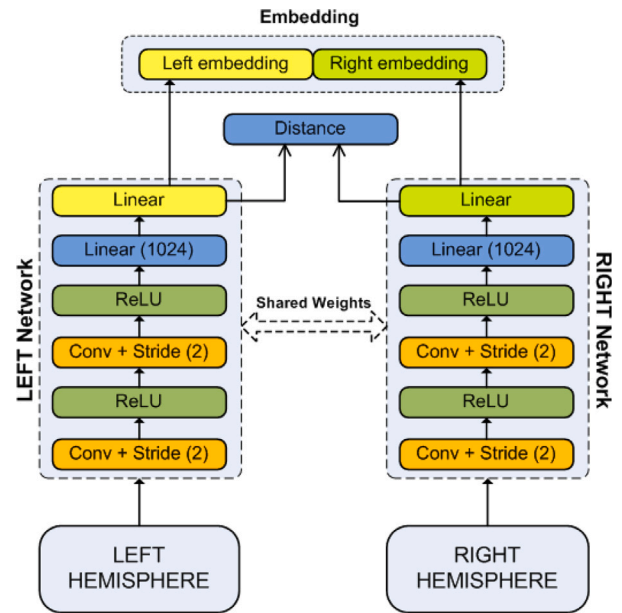 Embedding
Left embedding Right embedding
Distance
Linear Linear
Linear (1024) Linear (1024)
ReLU ReLU
Shared Weights
Conv + Stride (2) Conv + Stride (2)
ReLU ReLU
Conv + Stride (2) Conv + Stride (2)
LEFT Network
RIGHT Network
LEFT RIGHT
HEMISPHERE HEMISPHERE